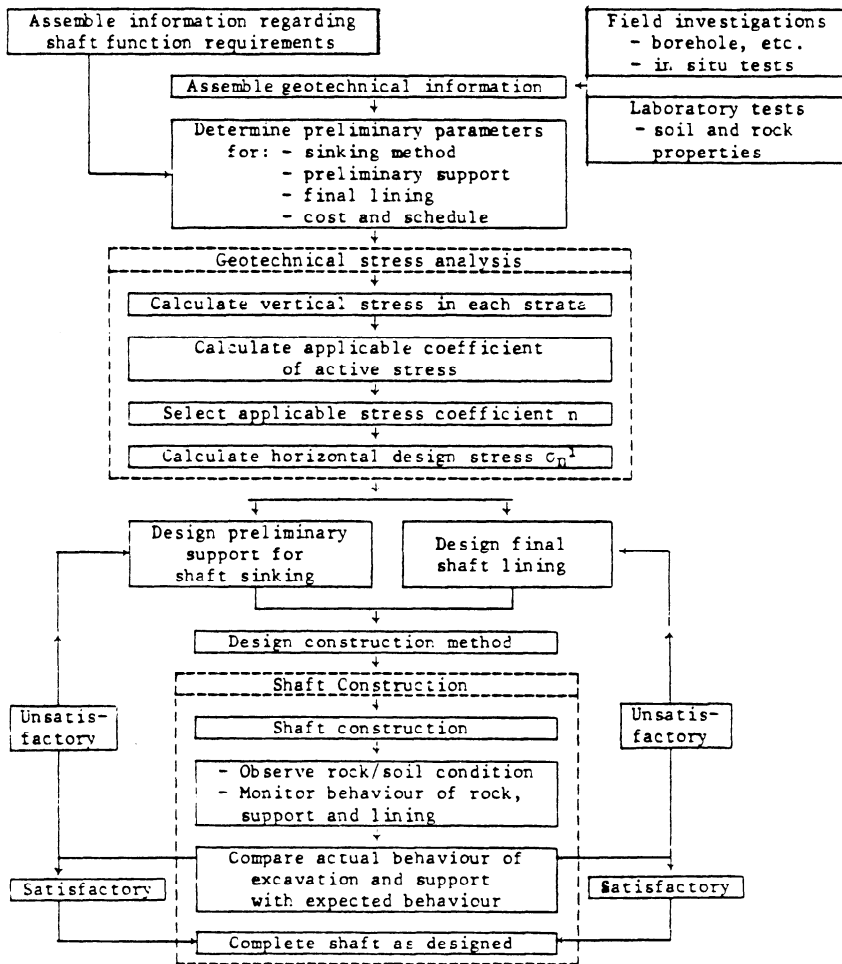 Assemble information regarding
shaft function requirements
Field investigations
- borehole, etc.
- in situ tests
Assemble geotechnical information
Laboratory tests
- soil and rock
properties
Determine preliminary parameters
for: - sinking method
- preliminary support
- final lining
- cost and schedule
Geotechnical stress analysis
Calculate vertical stress in each strata
Calculate applicable coefficient
of active stress
Select applicable stress coefficient n
Calculate horizontal design stress
Design preliminary
support for
shaft sinking
Design final
shaft lining
Design construction method
Shaft Construction
Unsatis-
factory
Unsatis-
factory
Shaft construction
- Observe rock/soil condition
- Monitor behaviour of rock,
support and lining
Compare actual behaviour of
excavation and support
with expected behaviour
Satisfactory
Satisfactory
Complete shaft as designed